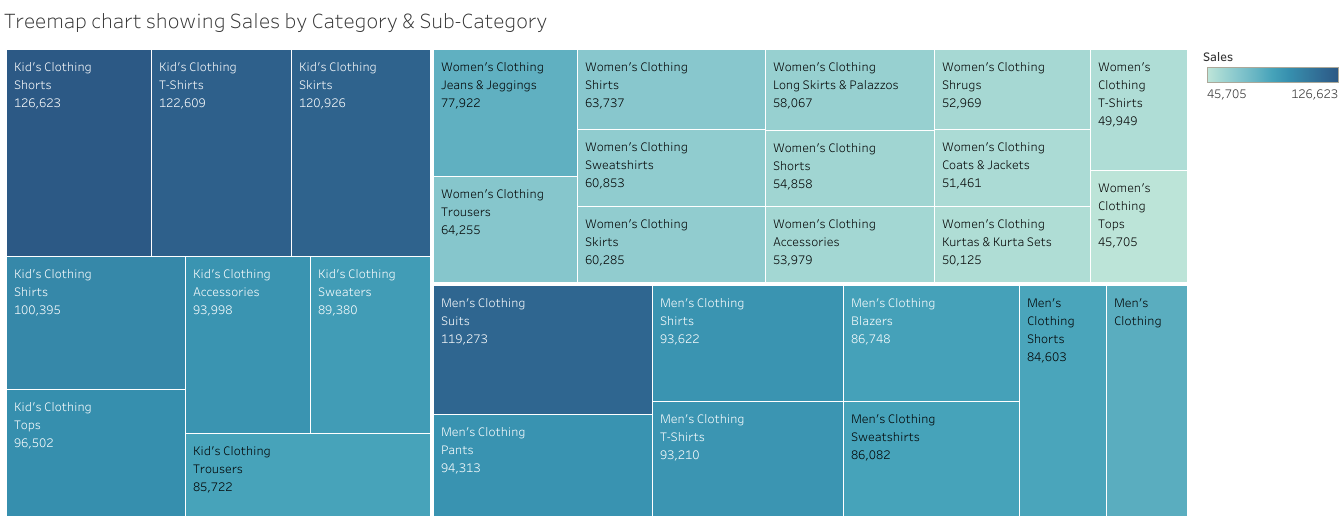 Treemap chart showing Sales by Category & Sub-Category
Kid's Clothing
Shorts
126,623
Kid's Clothing
T-Shirts
122,609
Kid's Clothing
Skirts
120,926
Kid's Clothing
Shirts
100,395
Kid's Clothing
Tops
96,502
Kid's Clothing
Accessories
93,998
Kid's Clothing
Sweaters
89,380
Kid's Clothing
Trousers
85,722
Women's Clothing
Jeans & Jeggings
77,922
Women's Clothing
Trousers
64,255
Women's Clothing
Shirts
63,737
Women's Clothing
Sweatshirts
60,853
Women's Clothing
Skirts
60,285
Women's Clothing
Long Skirts & Palazzos
58,067
Women's Clothing
Shorts
54,858
Women's Clothing
Accessories
53,979
Women's Clothing
Shrugs
52,969
Women's Clothing
Coats & Jackets
51,461
Women's Clothing
Kurtas & Kurta Sets
50,125
Women's
Clothing
T-Shirts
49,949
Women's
Clothing
Tops
45,705
Men's Clothing
Suits
119,273
Men's Clothing
Pants
94,313
Men's Clothing
Shirts
93,622
Men's Clothing
T-Shirts
93,210
Men's Clothing
Blazers
86,748
Men's Clothing
Sweatshirts
86,082
Men's
Clothing
Shorts
84,603
Men's
Clothing
Sales
45,705 126,623